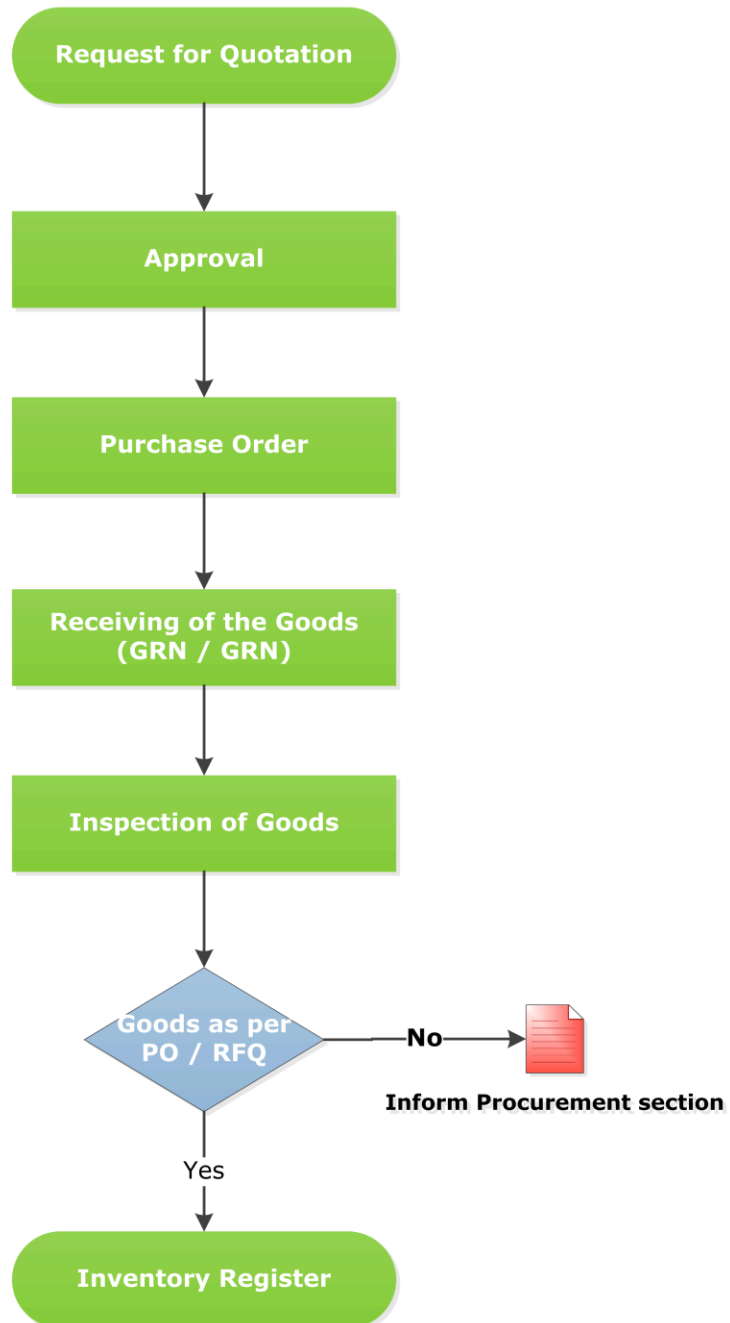 Request for Quotation
Approval
Purchase Order
Receiving of the Goods
(GRN / GRN)
Inspection of Goods
Goods as per
PO / RFQ
No
Inform Procurement section
Yes
Inventory Register